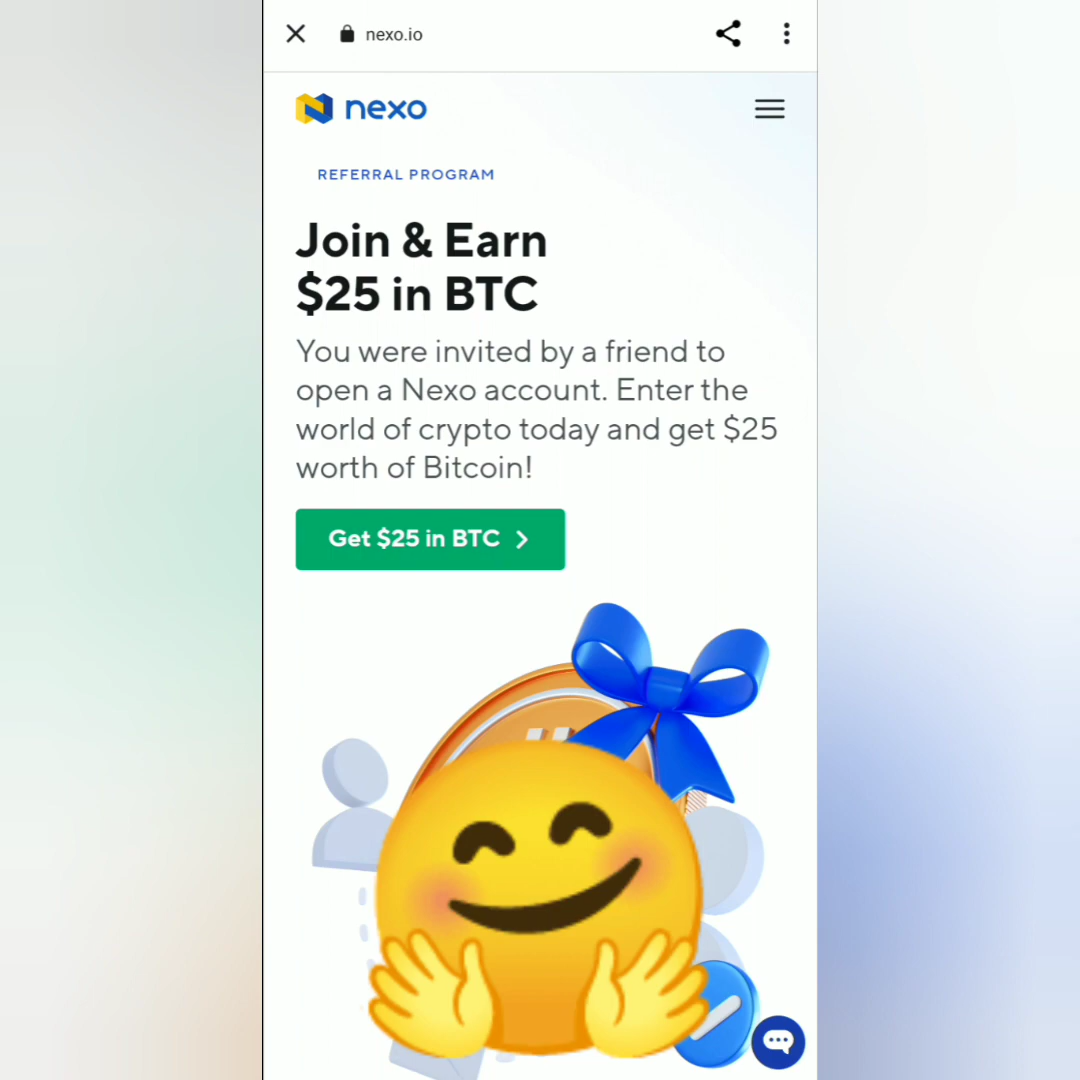 nexo.io
nexo
REFERRAL PROGRAM
Join & Earn
$25 in BTC
You were invited by a friend to
open a Nexo account. Enter the
world of crypto today and get $25
worth of Bitcoin!
Get $25 in BTC